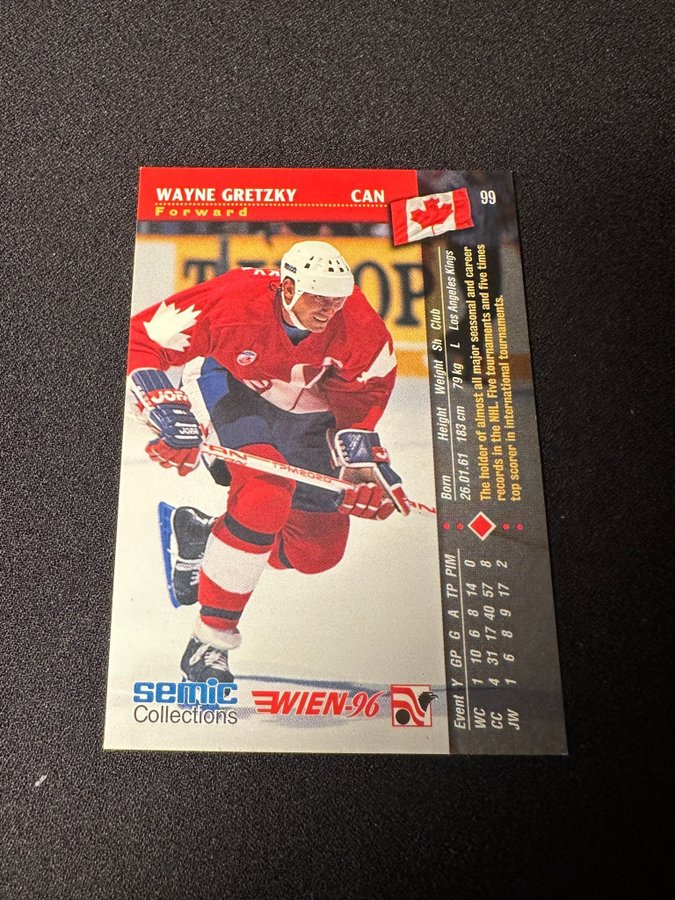 WAYNE GRETZKY CAN
Forward
99
Born Height Weight Sh Club
26.01.61 183 cm 79 kg L Los Angeles Kings
The holder of almost all major seasonal and career
records in the NHL. Five tournaments and five times
top scorer in international tournaments.
Event Y GP G A TP PIM
WC 1 10 6 8 14 0
CC 4 31 17 40 57 8
JW 1 6 8 9 17 2
JOFA
TPM2020
semic
Collections
WIEN-96